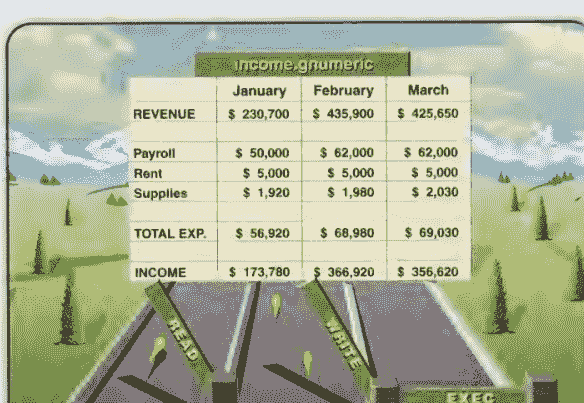 income.gnumeric
January February March
REVENUE $ 230,700 $ 435,900 $ 425,650
Payroll $ 50,000 $ 62,000 $ 62,000
Rent $ 5,000 $ 5,000 $ 5,000
Supplies $ 1,920 $ 1,980 $ 2,030
TOTAL EXP. $ 56,920 $ 68,980 $ 69,030
INCOME $ 173,780 $ 366,920 $ 356,620
READ
WRITE
EXEC